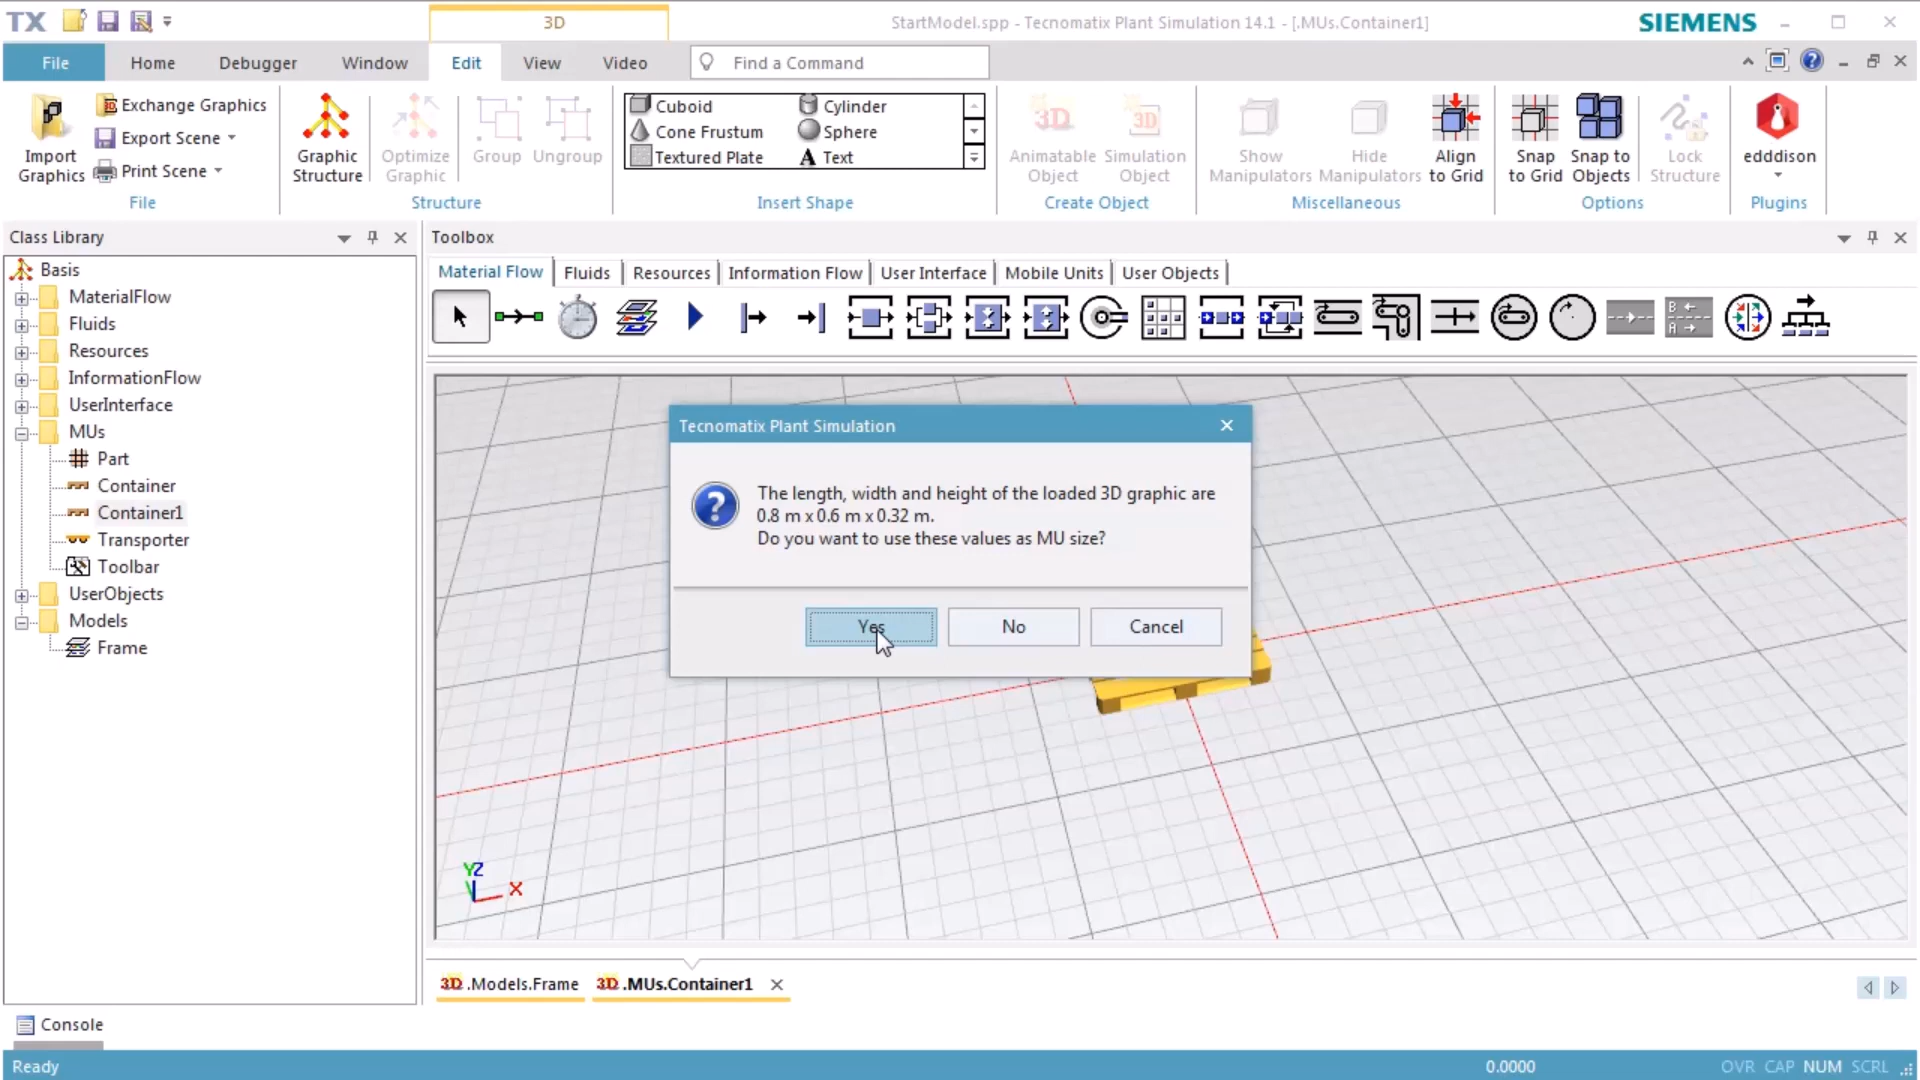 TX
3D
StartModel.spp - Tecnomatix Plant Simulation 14.1 - [.MUs.Container1]
SIEMENS
File
Home
Debugger
Window
Edit
View
Video
Find a Command
Import Graphics
Exchange Graphics
Export Scene
Print Scene
File
Graphic Structure
Optimize Graphic
Group
Ungroup
Structure
Cuboid
Cylinder
Cone Frustum
Sphere
Textured Plate
A Text
Insert Shape
3D
3D
Animatable Object
Simulation Object
Create Object
Show Manipulators
Hide Manipulators
Align to Grid
Miscellaneous
Snap to Grid
Snap to Objects
Lock Structure
Options
edddison
Plugins
Class Library
Basis
MaterialFlow
Fluids
Resources
InformationFlow
UserInterface
MUs
Part
Container
Container1
Transporter
Toolbar
UserObjects
Models
Frame
Toolbox
Material Flow
Fluids
Resources
Information Flow
User Interface
Mobile Units
User Objects
B
A
Tecnomatix Plant Simulation
The length, width and height of the loaded 3D graphic are
0.8 m x 0.6 m x 0.32 m.
Do you want to use these values as MU size?
Yes
No
Cancel
Y Z
X
3D .Models.Frame
3D .MUs.Container1
Console
Ready
0.0000
OVR CAP NUM SCRL